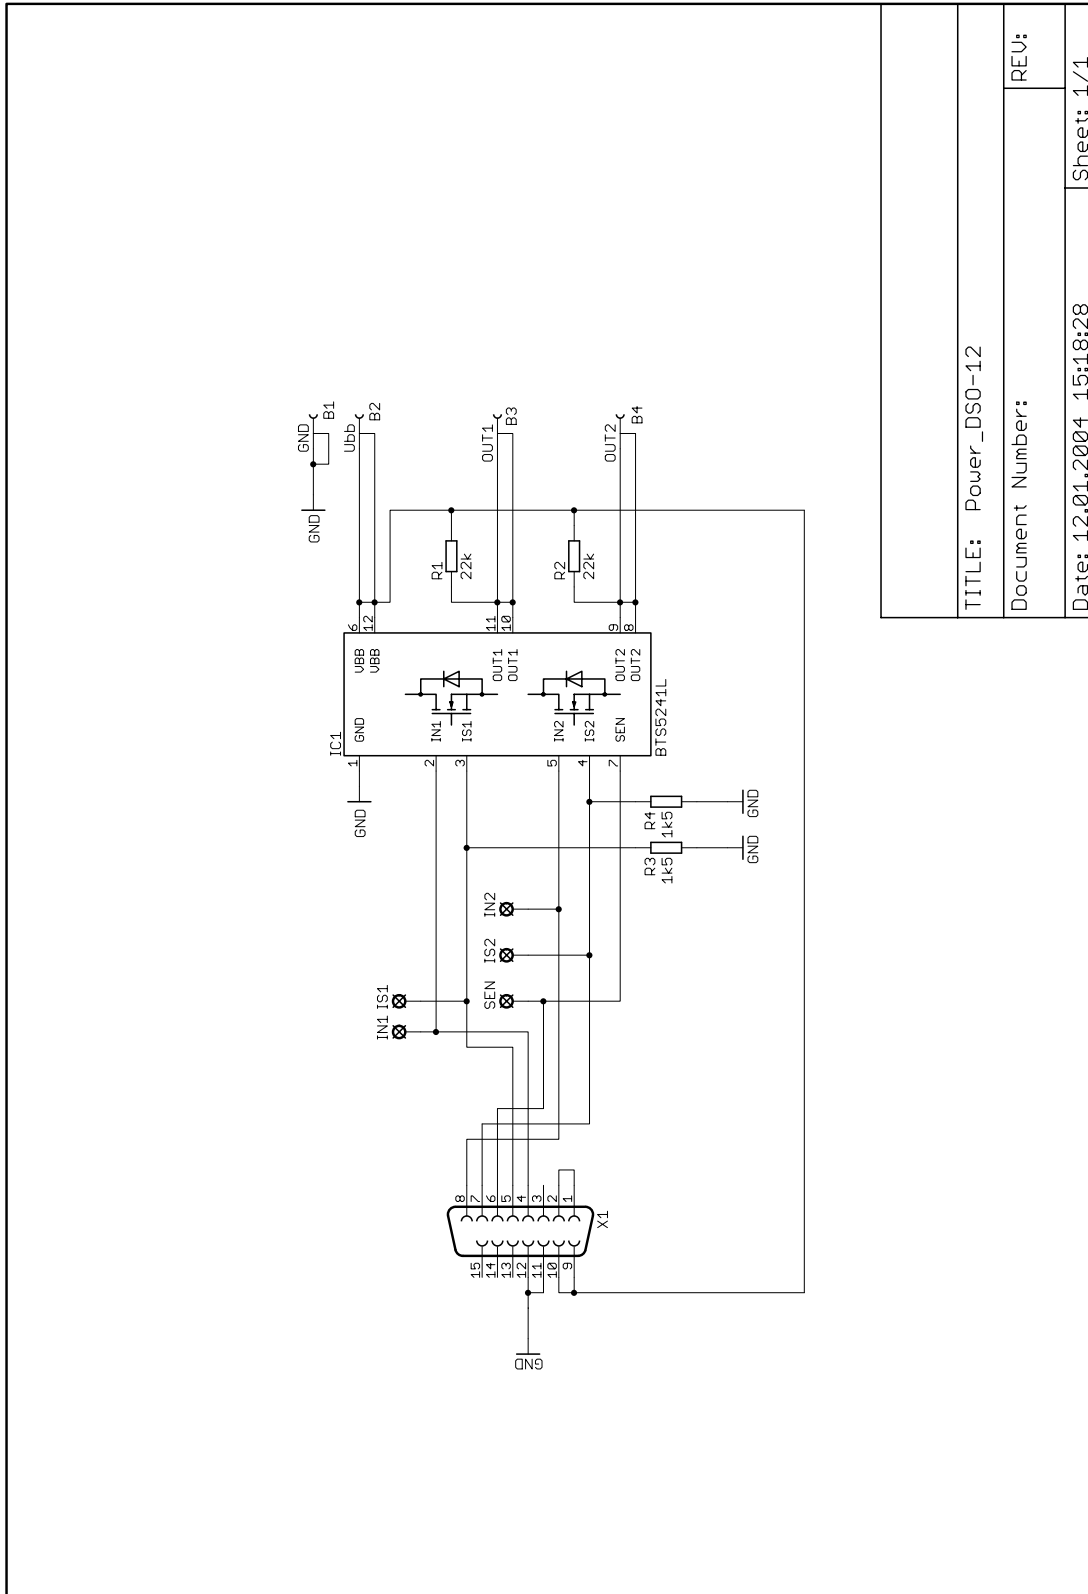 GND
B1
Ubb
B2
GND
OUT1
B3
OUT2
B4
R1
22k
R2
22k
6
12
11
10
9
8
VBB
VBB
OUT1
OUT1
OUT2
OUT2
IC1
GND
IN1
IS1
IN2
IS2
SEN
BTS5241L
1
2
3
5
4
7
GND
R4
1k5
GND
R3
1k5
GND
IN2
IS2
SEN
IS1
IN1
8
7
6
5
4
3
2
1
X1
15
14
13
12
11
10
9
GND
TITLE: Power_DSO-12
Document Number:
REV:
Date: 12.01.2004 15:18:28
Sheet: 1/1